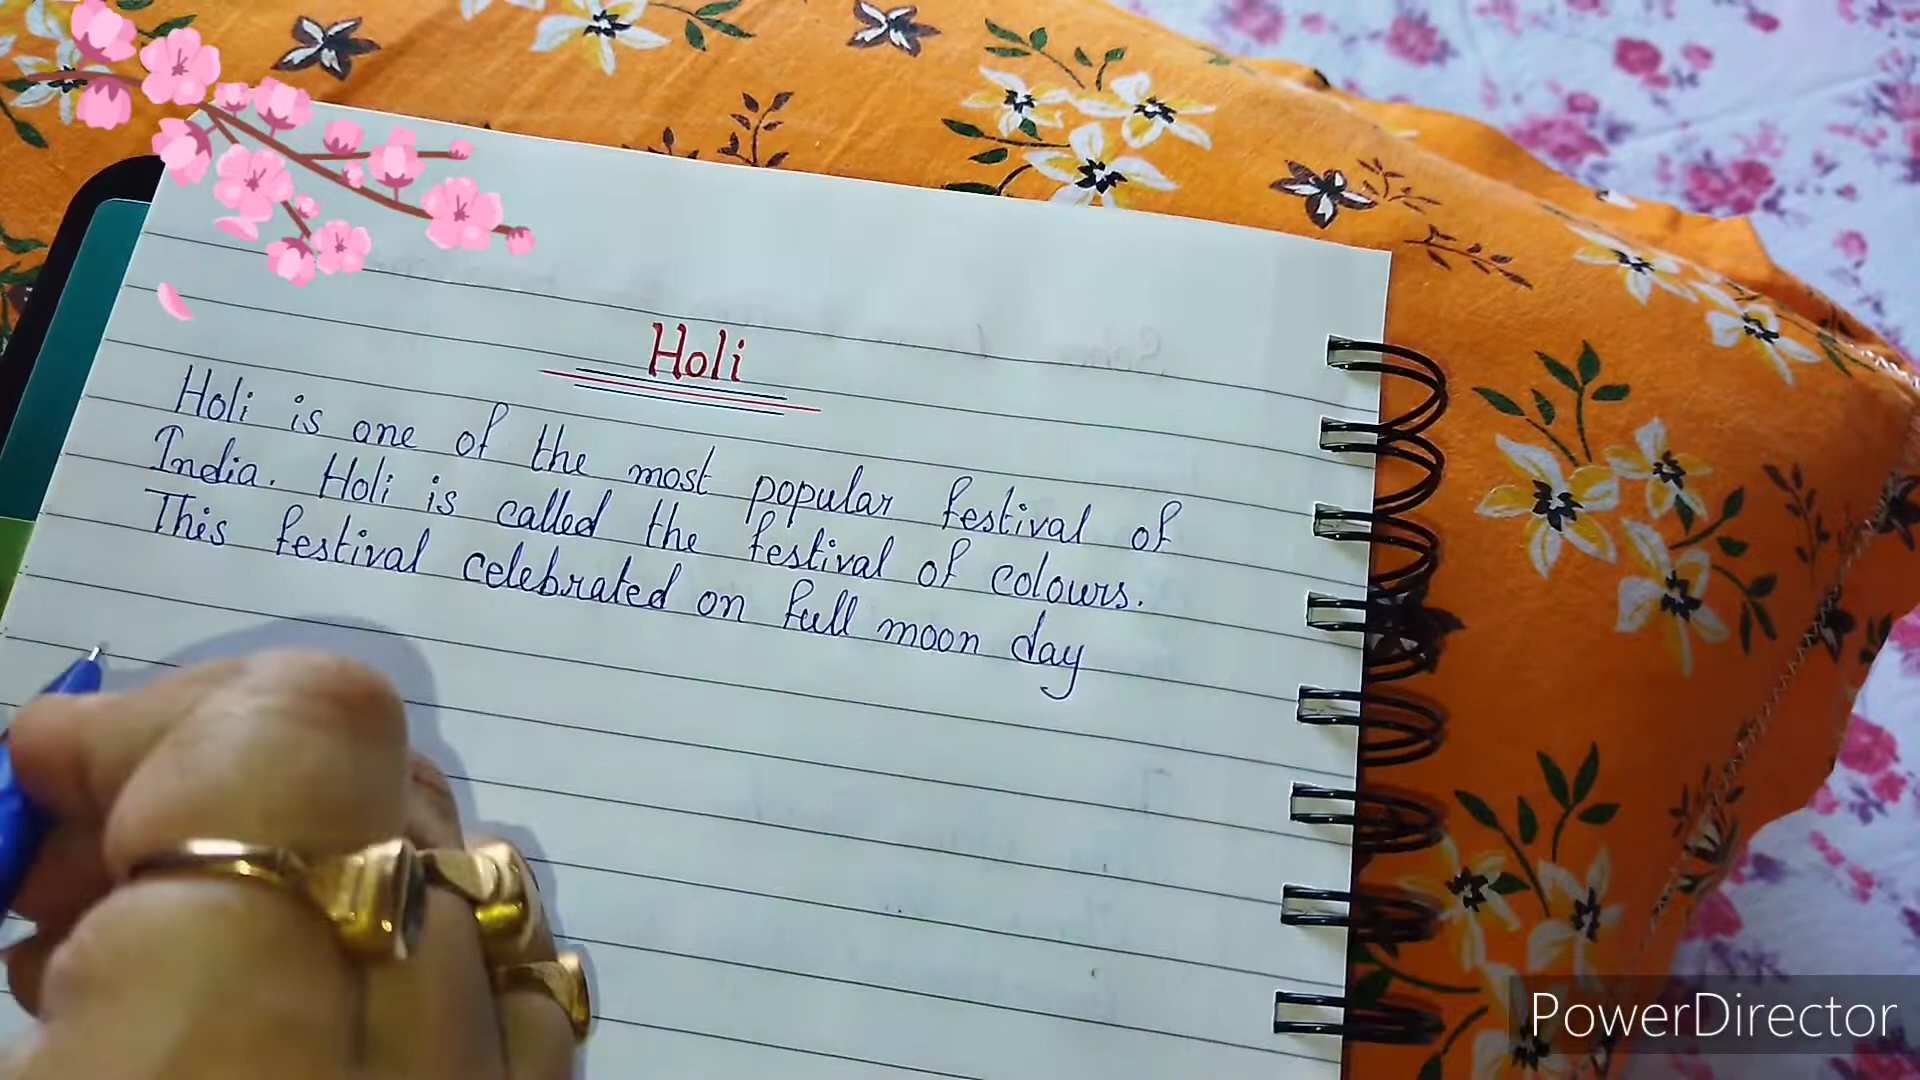 Holi
Holi is one of the most popular festival of
India. Holi is called the festival of colours.
This festival celebrated on full moon day
PowerDirector